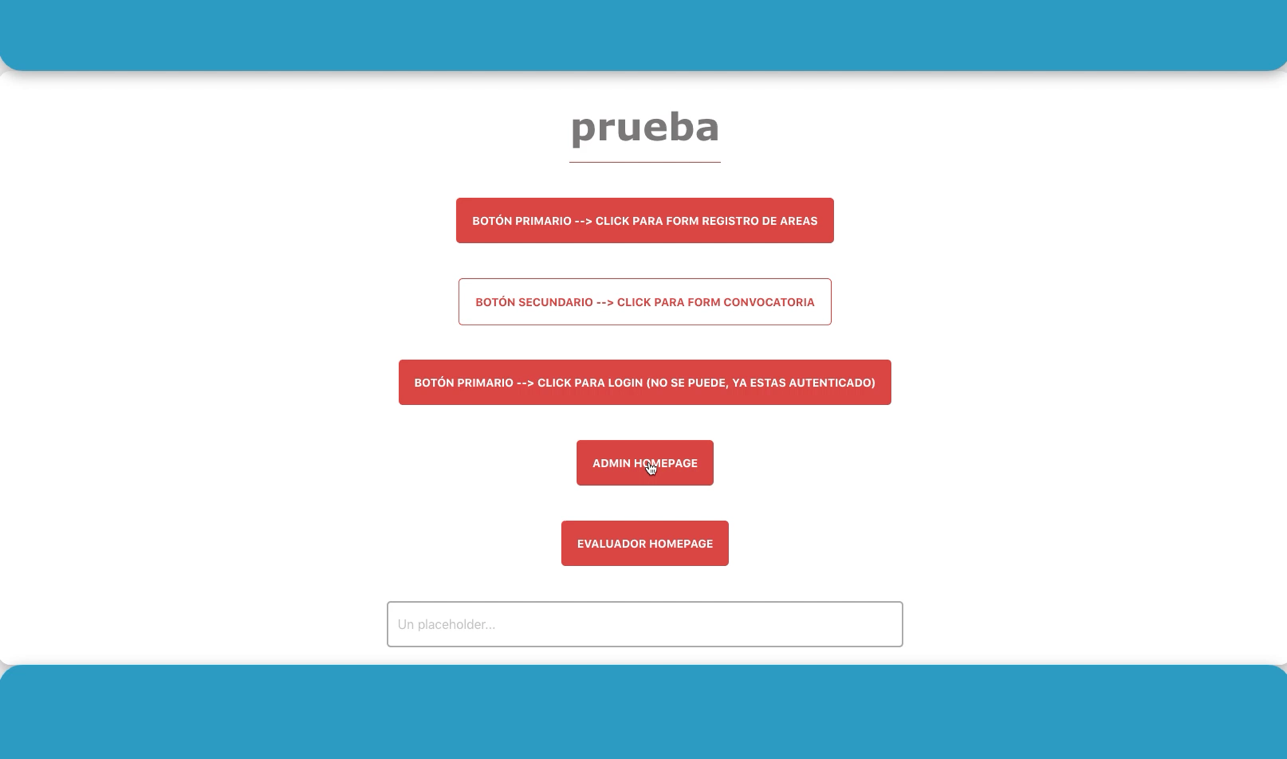 prueba
BOTÓN PRIMARIO --> CLICK PARA FORM REGISTRO DE AREAS
BOTÓN SECUNDARIO --> CLICK PARA FORM CONVOCATORIA
BOTÓN PRIMARIO --> CLICK PARA LOGIN (NO SE PUEDE, YA ESTAS AUTENTICADO)
ADMIN HOMEPAGE
EVALUADOR HOMEPAGE
Un placeholder...